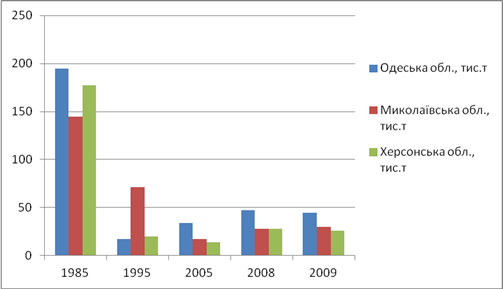 250
200
150
100
50
0
1985 1995 2005 2008 2009
Одеська обл., тис.т
Миколаївська обл.,
тис.т
Херсонська обл.,
тис.т